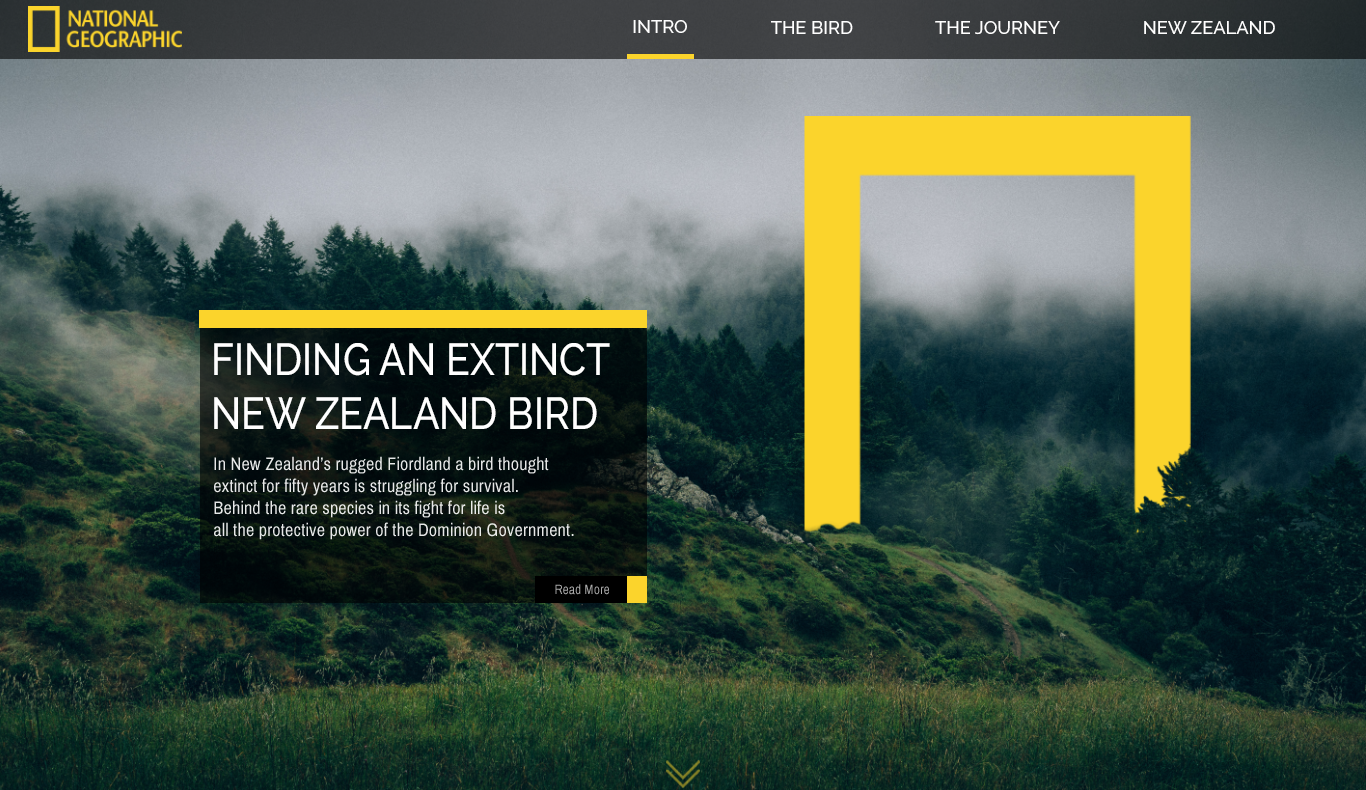 NATIONAL
GEOGRAPHIC
INTRO
THE BIRD
THE JOURNEY
NEW ZEALAND
FINDING AN EXTINCT
NEW ZEALAND BIRD
In New Zealand's rugged Fiordland a bird thought
extinct for fifty years is struggling for survival.
Behind the rare species in its fight for life is
all the protective power of the Dominion Government.
Read More